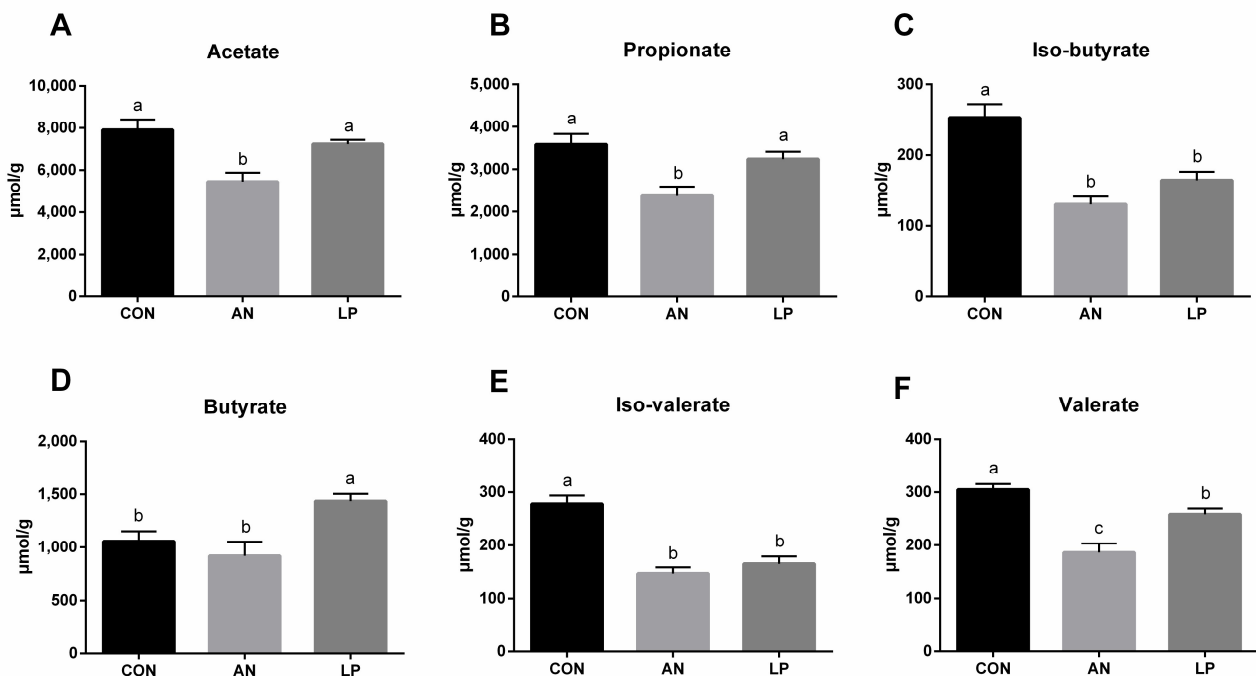 A
Acetate
10,000
8,000
6,000
4,000
2,000
0
µmol/g
a
b
a
CON AN LP
B
Propionate
5,000
4,000
3,000
2,000
1,000
0
µmol/g
a
b
a
CON AN LP
C
Iso-butyrate
300
200
100
0
µmol/g
a
b
b
CON AN LP
D
Butyrate
2,000
1,500
1,000
500
0
µmol/g
b
b
a
CON AN LP
E
Iso-valerate
400
300
200
100
0
µmol/g
a
b
b
CON AN LP
F
Valerate
400
300
200
100
0
µmol/g
a
c
b
CON AN LP